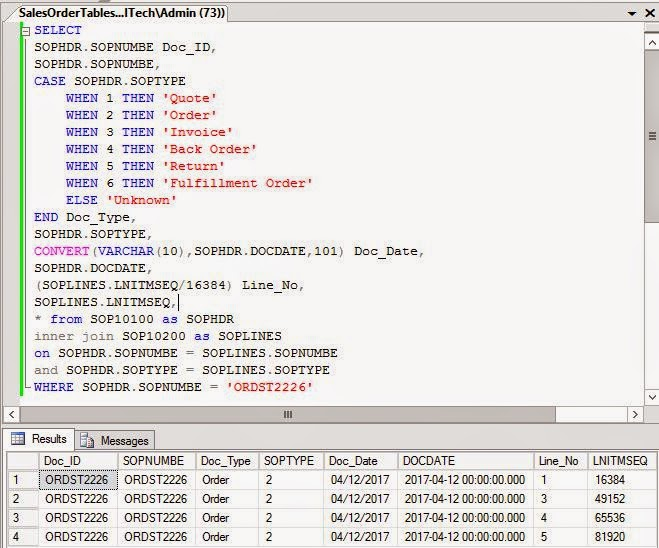 SalesOrderTables...ITech\Admin (73))
SELECT
SOPHDR.SOPNUMBE Doc_ID,
SOPHDR.SOPNUMBE,
CASE SOPHDR.SOPTYPE
WHEN 1 THEN 'Quote'
WHEN 2 THEN 'Order'
WHEN 3 THEN 'Invoice'
WHEN 4 THEN 'Back Order'
WHEN 5 THEN 'Return'
WHEN 6 THEN 'Fulfillment Order'
ELSE 'Unknown'
END Doc_Type,
SOPHDR.SOPTYPE,
CONVERT(VARCHAR(10),SOPHDR.DOCDATE,101) Doc_Date,
SOPHDR.DOCDATE,
(SOPLINES.LNITMSEQ/16384) Line_No,
SOPLINES.LNITMSEQ,
* from SOP10100 as SOPHDR
inner join SOP10200 as SOPLINES
on SOPHDR.SOPNUMBE = SOPLINES.SOPNUMBE
and SOPHDR.SOPTYPE = SOPLINES.SOPTYPE
WHERE SOPHDR.SOPNUMBE = 'ORDST2226'
Results Messages
Doc_ID SOPNUMBE Doc_Type SOPTYPE Doc_Date DOCDATE Line_No LNITMSEQ
1 ORDST2226 ORDST2226 Order 2 04/12/2017 2017-04-12 00:00:00.000 1 16384
2 ORDST2226 ORDST2226 Order 2 04/12/2017 2017-04-12 00:00:00.000 3 49152
3 ORDST2226 ORDST2226 Order 2 04/12/2017 2017-04-12 00:00:00.000 4 65536
4 ORDST2226 ORDST2226 Order 2 04/12/2017 2017-04-12 00:00:00.000 5 81920